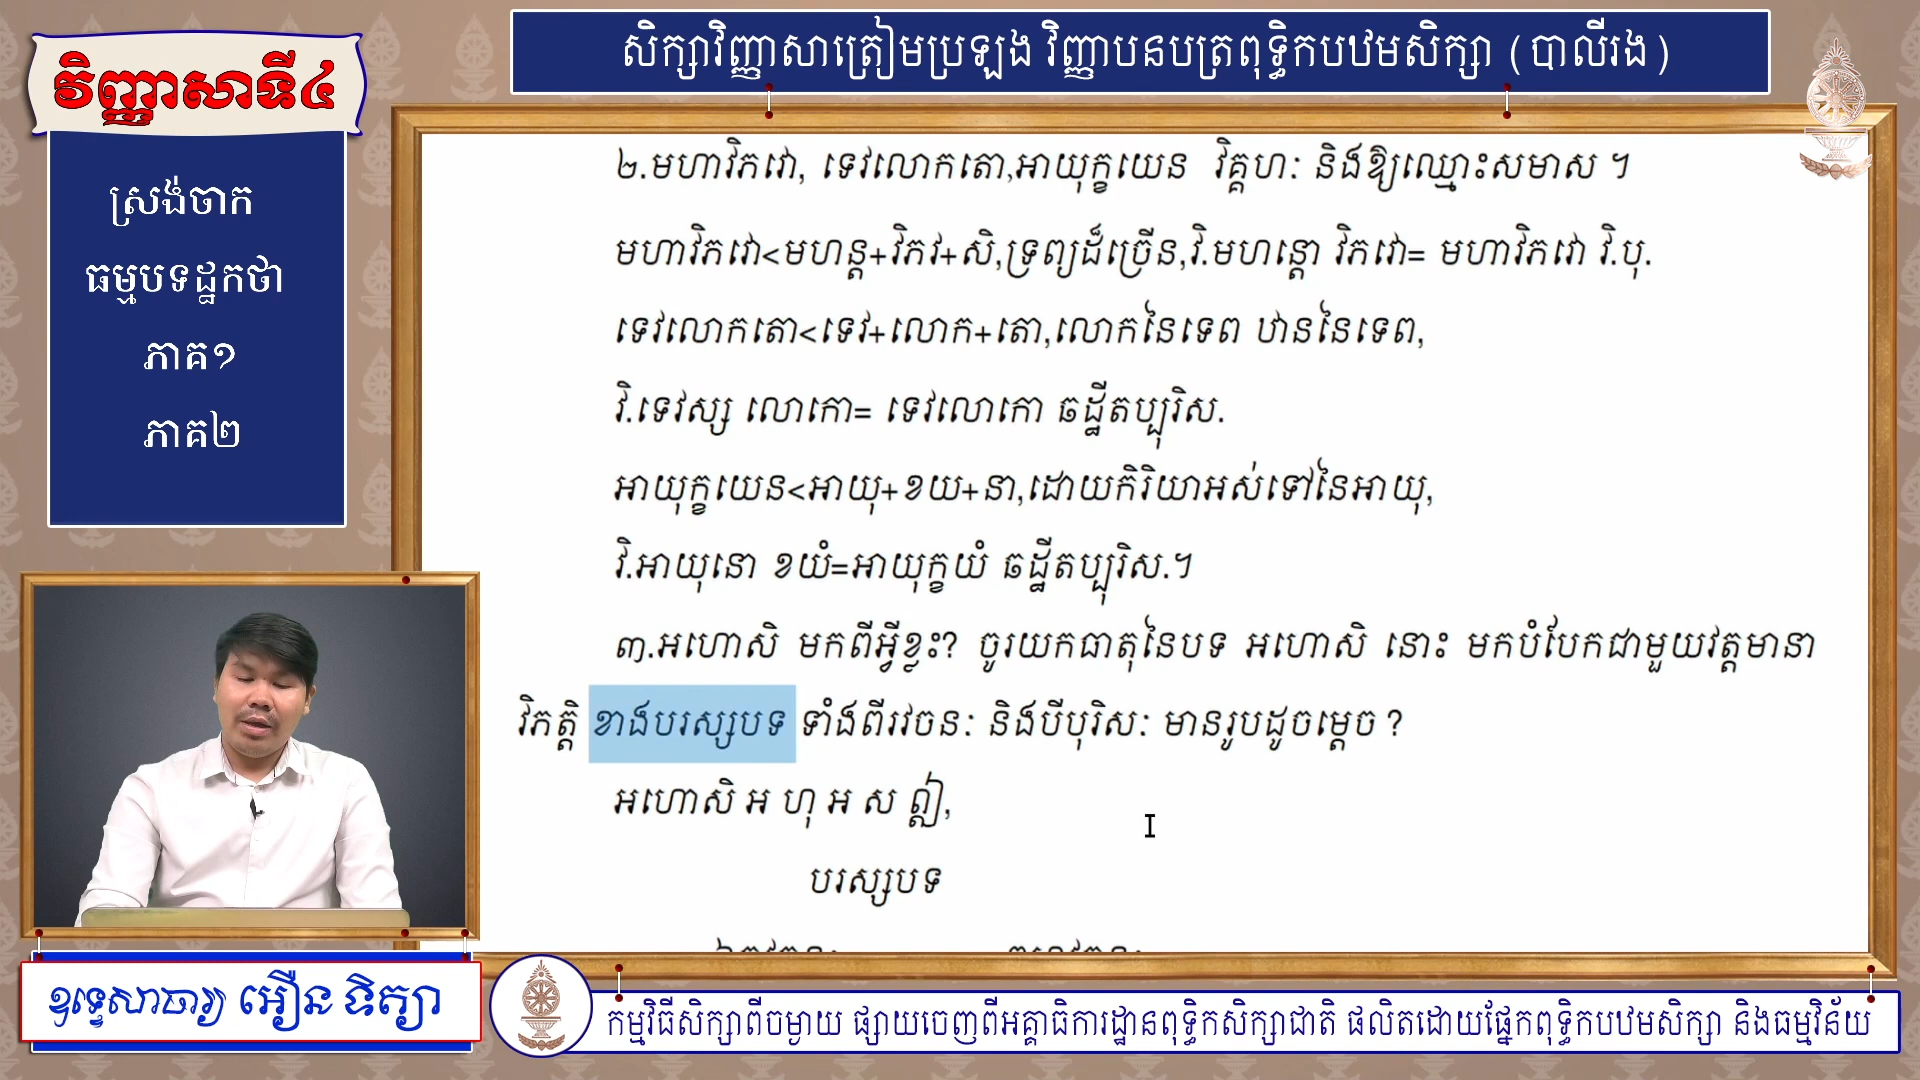 សិក្សាវិញ្ញាសាត្រៀមប្រឡង វិញ្ញាបនបត្រពុទ្ធិកបឋមសិក្សា (បាលីរង)
វិញ្ញាសាទី៤
ស្រង់ចាក
ធម្មបទដ្ឋកថា
ភាគ១
ភាគ២
២.មហាវិភវោ, ទេវលោកតោ,អាយុក្ខយេន វិគ្គហៈ និងឱ្យឈ្មោះសមាស ។
មហាវិភវោ<មហន្ត+វិភវ+សិ,ទ្រព្យដ៏ច្រើន,វិ.មហន្តោ វិភវោ= មហាវិភវោ វិ.បុ.
ទេវលោកតោ<ទេវ+លោក+តោ,លោកនៃទេព ឋាននៃទេព,
វិ.ទេវស្ស លោកោ= ទេវលោកោ ឆដ្ឋីតប្បុរិស.
អាយុក្ខយេន<អាយុ+ខយ+នា,ដោយកិរិយាអស់ទៅនៃអាយុ,
វិ.អាយុនោ ខយំ=អាយុក្ខយំ ឆដ្ឋីតប្បុរិស.។
៣.អហោសិ មកពីអ្វីខ្លះ? ចូរយកធាតុនៃបទ អហោសិ នោះ មកបំបែកជាមួយវត្តមានា
វិភត្តិ ខាងបរស្សបទ ទាំងពីរវចនៈ និងបីបុរិសៈ មានរូបដូចម្ដេច ?
អហោសិ អ ហុ អ ស ឦ,
បរស្សបទ
ឧទ្ទេសាចារ្យ អឿន ទិត្យា
កម្មវិធីសិក្សាពីចម្ងាយ ផ្សាយចេញពីអគ្គាធិការដ្ឋានពុទ្ធិកសិក្សាជាតិ ផលិតដោយផ្នែកពុទ្ធិកបឋមសិក្សា និងធម្មវិន័យ